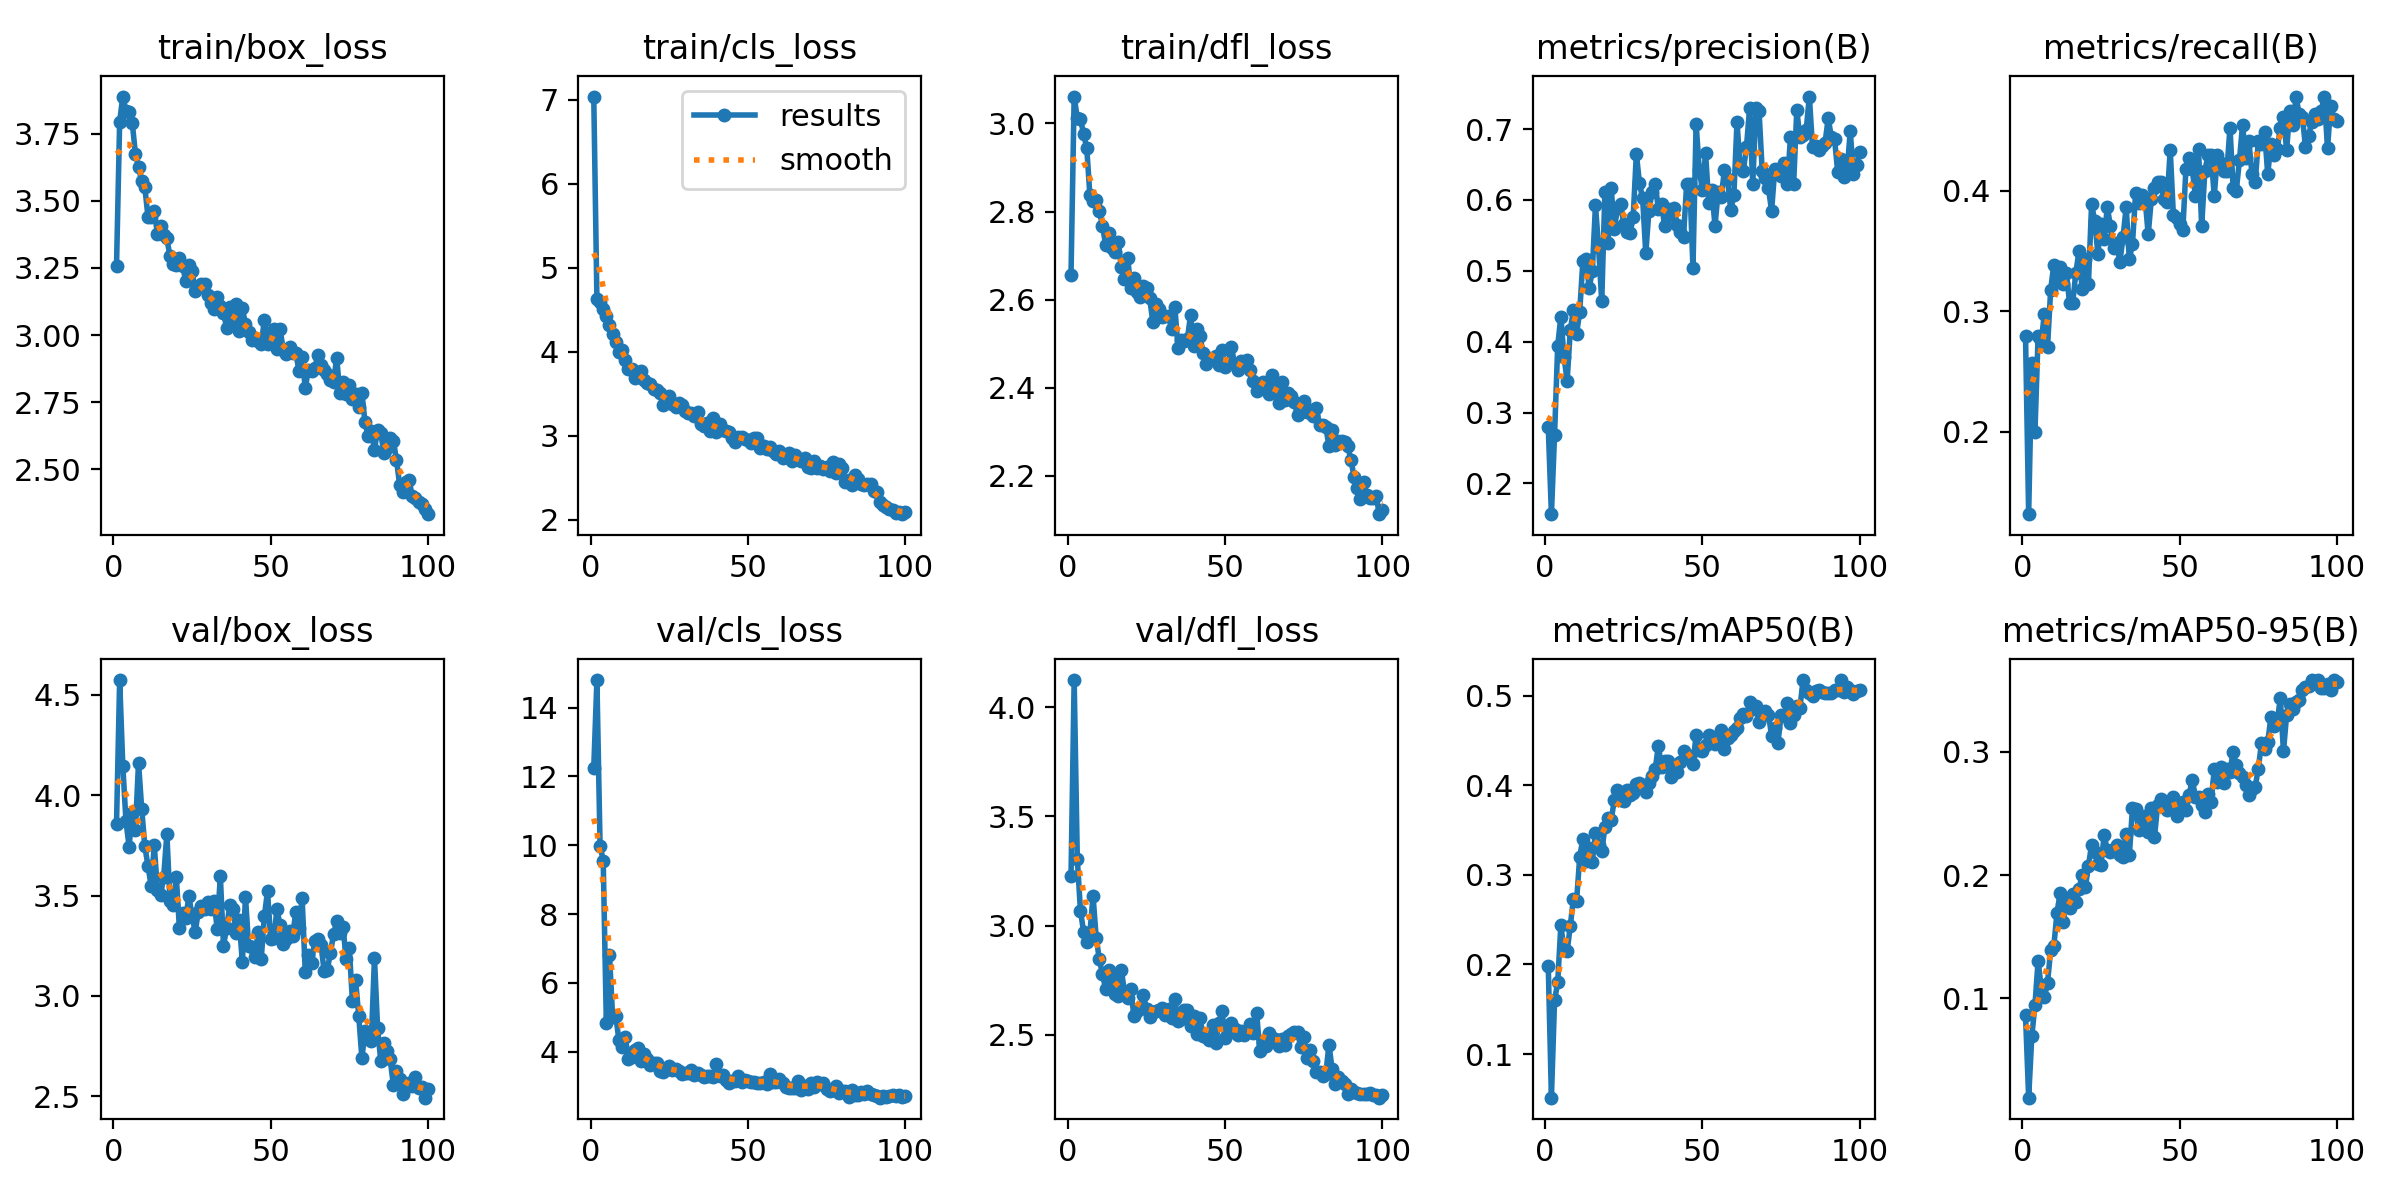 train/box_loss
3.75
3.50
3.25
3.00
2.75
2.50
0 50 100
train/cls_loss
results
smooth
7
6
5
4
3
2
0 50 100
train/dfl_loss
3.0
2.8
2.6
2.4
2.2
0 50 100
metrics/precision(B)
0.7
0.6
0.5
0.4
0.3
0.2
0 50 100
metrics/recall(B)
0.4
0.3
0.2
0 50 100
val/box_loss
4.5
4.0
3.5
3.0
2.5
0 50 100
val/cls_loss
14
12
10
8
6
4
0 50 100
val/dfl_loss
4.0
3.5
3.0
2.5
0 50 100
metrics/mAP50(B)
0.5
0.4
0.3
0.2
0.1
0 50 100
metrics/mAP50-95(B)
0.3
0.2
0.1
0 50 100